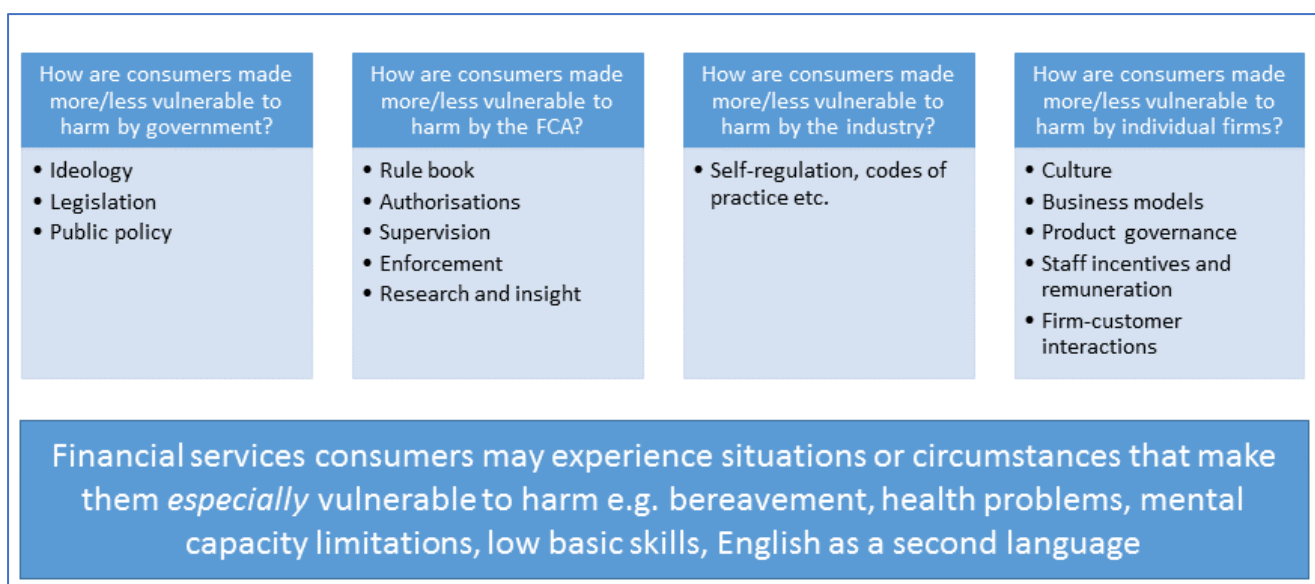 How are consumers made
more/less vulnerable to
harm by government?
• Ideology
• Legislation
• Public policy
How are consumers made
more/less vulnerable to
harm by the FCA?
• Rule book
• Authorisations
• Supervision
• Enforcement
• Research and insight
How are consumers made
more/less vulnerable to
harm by the industry?
• Self-regulation, codes of
practice etc.
How are consumers made
more/less vulnerable to
harm by individual firms?
• Culture
• Business models
• Product governance
• Staff incentives and
remuneration
• Firm-customer
interactions
Financial services consumers may experience situations or circumstances that make
them especially vulnerable to harm e.g. bereavement, health problems, mental
capacity limitations, low basic skills, English as a second language